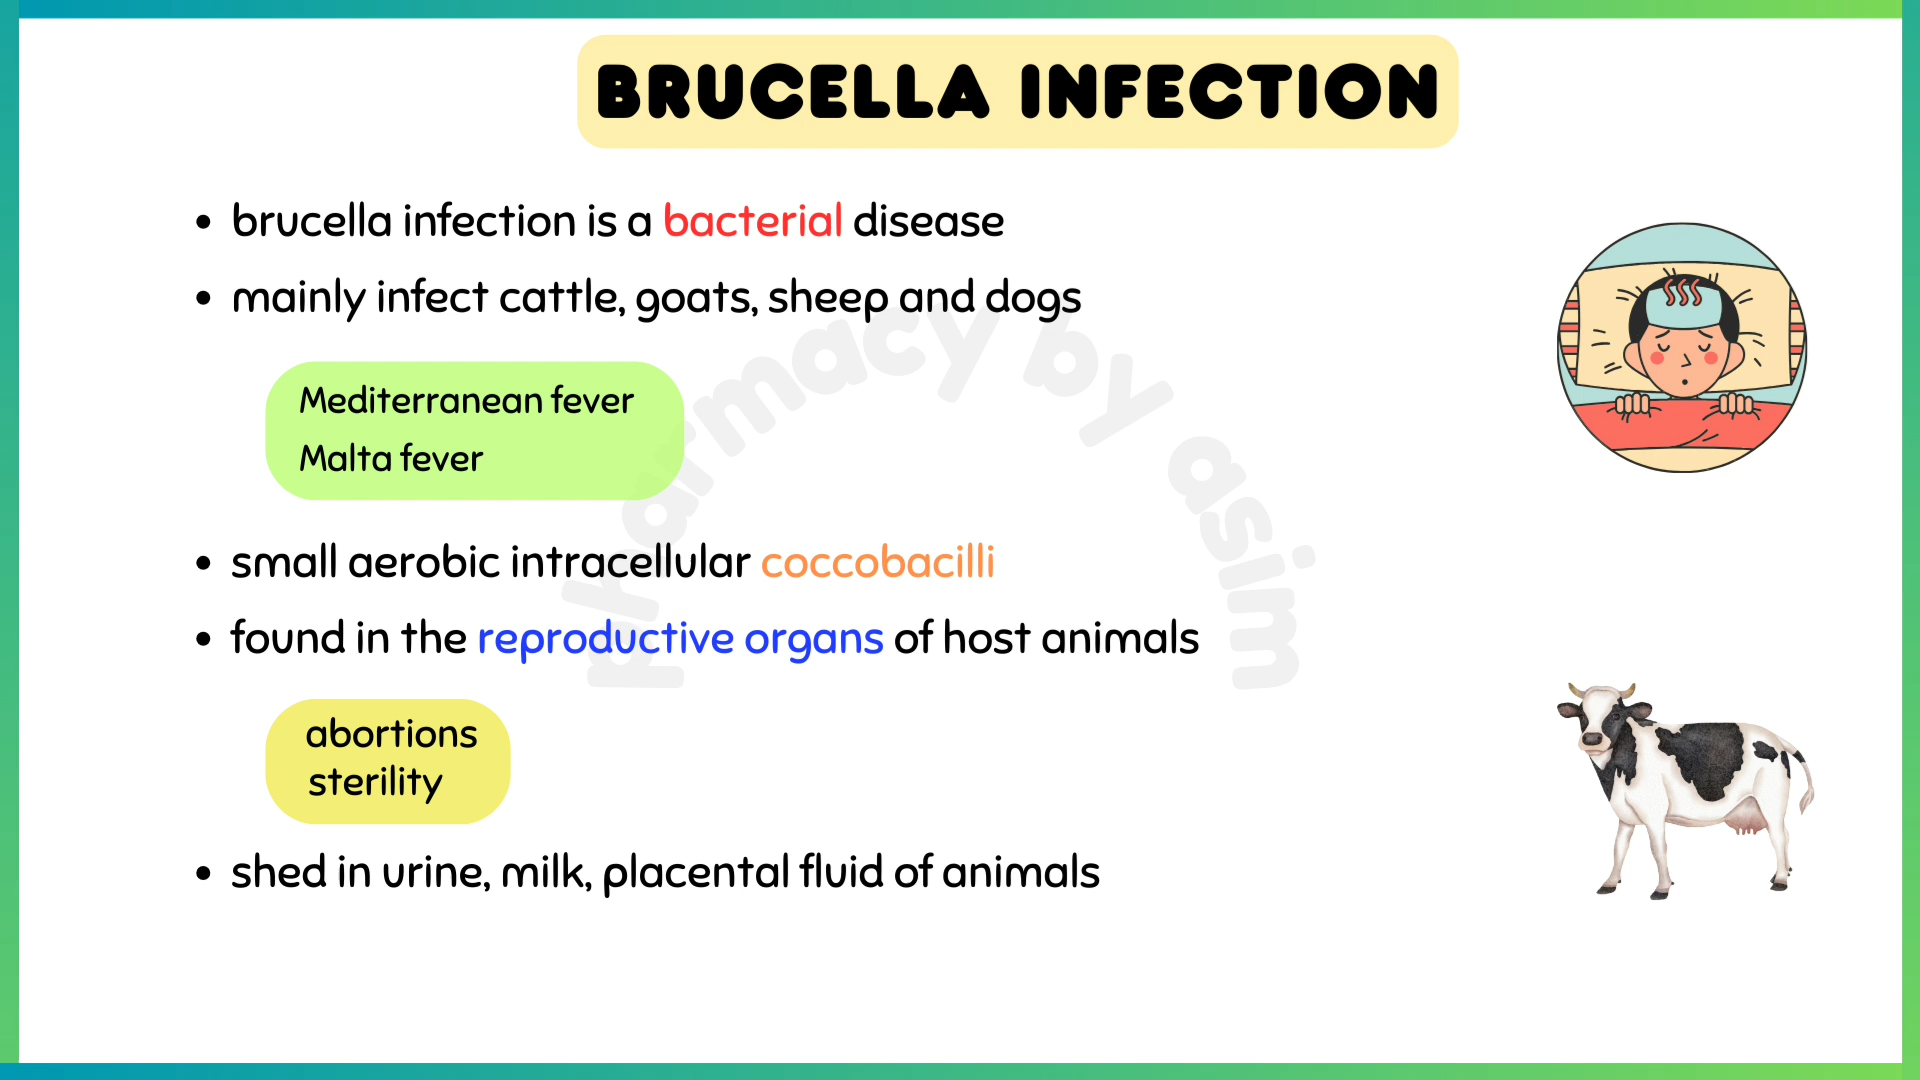 BRUCELLA INFECTION
• brucella infection is a bacterial disease
• mainly infect cattle, goats, sheep and dogs
Mediterranean fever
Malta fever
• small aerobic intracellular coccobacilli
• found in the reproductive organs of host animals
abortions
sterility
• shed in urine, milk, placental fluid of animals
pharmacy by asim